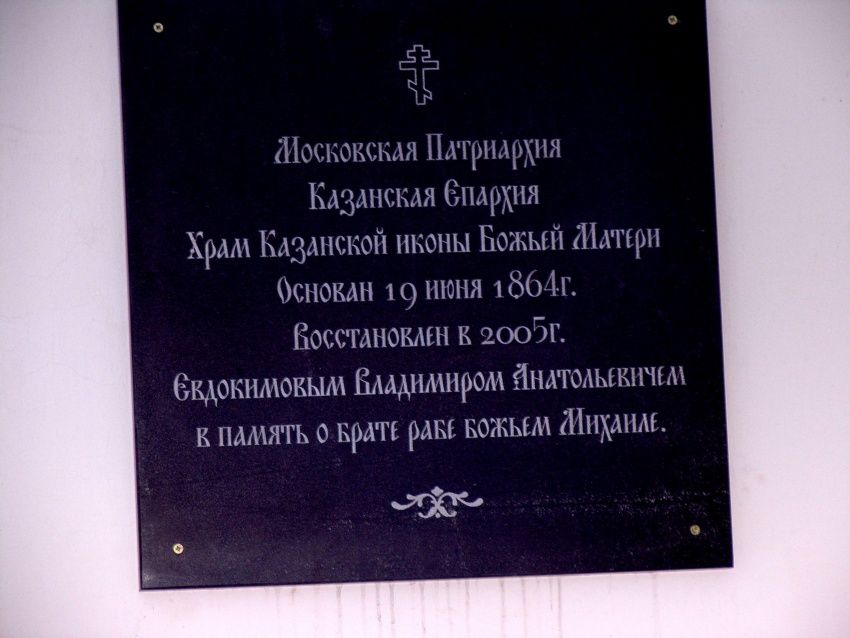 Московская Патриархия
Казанская Епархия
Храм Казанской иконы Божьей Матери
Основан 19 июня 1864г.
Восстановлен в 2005г.
Евдокимовым Владимиром Анатольевичем
в память о брате рабе божьем Михаиле.